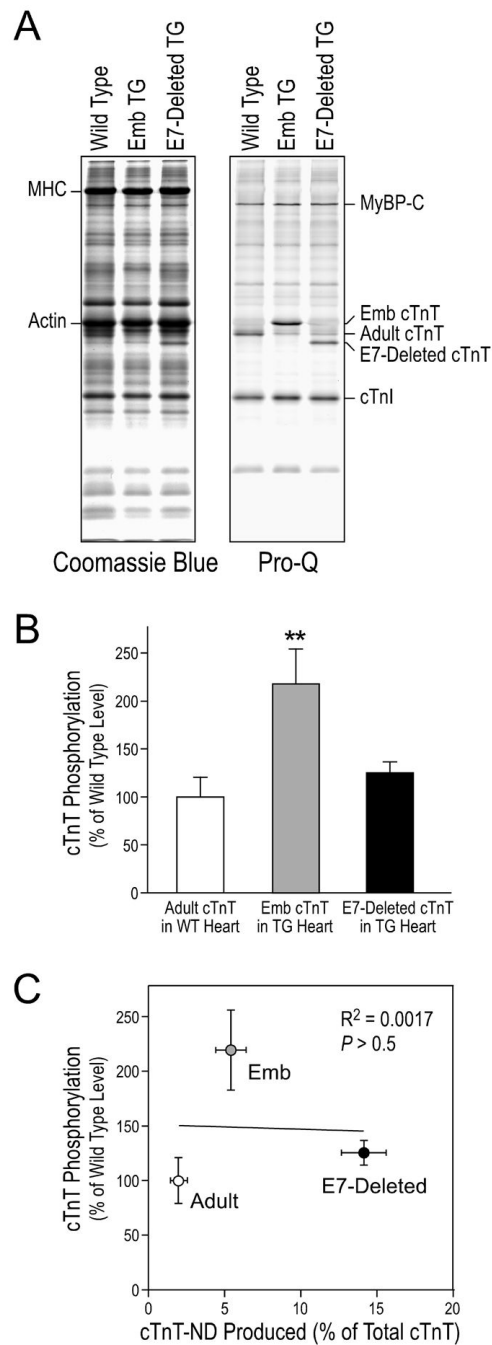 A
Wild Type
Emb TG
E7-Deleted TG
Wild Type
Emb TG
E7-Deleted TG
MHC
MyBP-C
Actin
Emb cTnT
Adult cTnT
E7-Deleted cTnT
cTnI
Coomassie Blue
Pro-Q
B
cTnT Phosphorylation
(% of Wild Type Level)
250
200
150
100
50
0
**
Adult cTnT
in WT Heart
Emb cTnT
in TG Heart
E7-Deleted cTnT
in TG Heart
C
cTnT Phosphorylation
(% of Wild Type Level)
250
200
150
100
50
0
R² = 0.0017
P > 0.5
Emb
Adult
E7-Deleted
0 5 10 15 20
cTnT-ND Produced (% of Total cTnT)